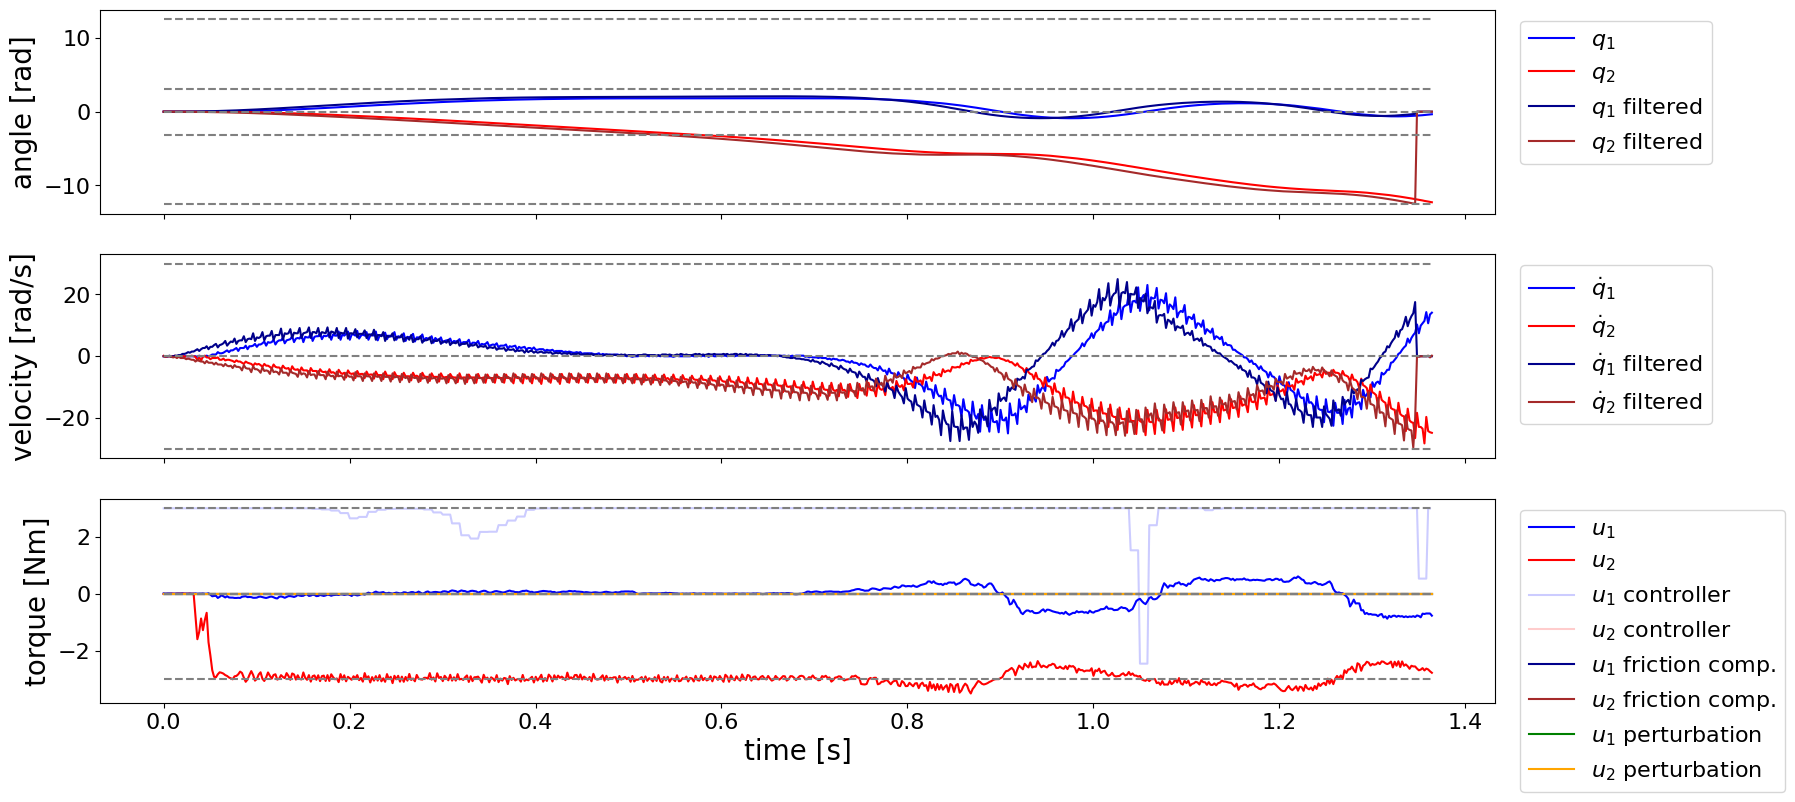 angle [rad]
10
0
−10
q₁
q₂
q₁ filtered
q₂ filtered
velocity [rad/s]
20
0
−20
q̇₁
q̇₂
q̇₁ filtered
q̇₂ filtered
torque [Nm]
2
0
−2
0.0 0.2 0.4 0.6 0.8 1.0 1.2 1.4
time [s]
u₁
u₂
u₁ controller
u₂ controller
u₁ friction comp.
u₂ friction comp.
u₁ perturbation
u₂ perturbation